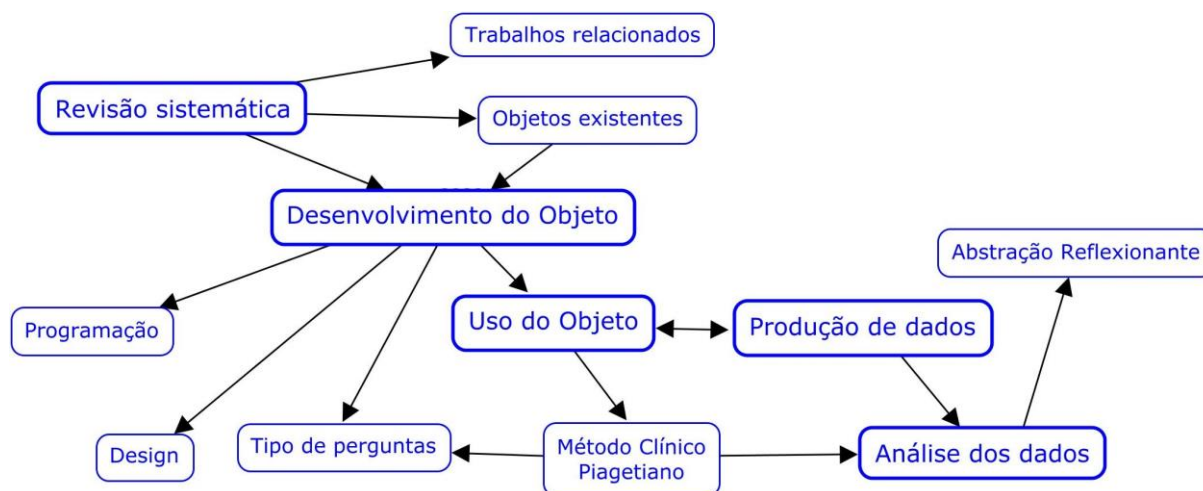 Trabalhos relacionados
Revisão sistemática
Objetos existentes
Desenvolvimento do Objeto
Abstração Reflexionante
Programação
Uso do Objeto
Produção de dados
Design
Tipo de perguntas
Método Clínico
Piagetiano
Análise dos dados